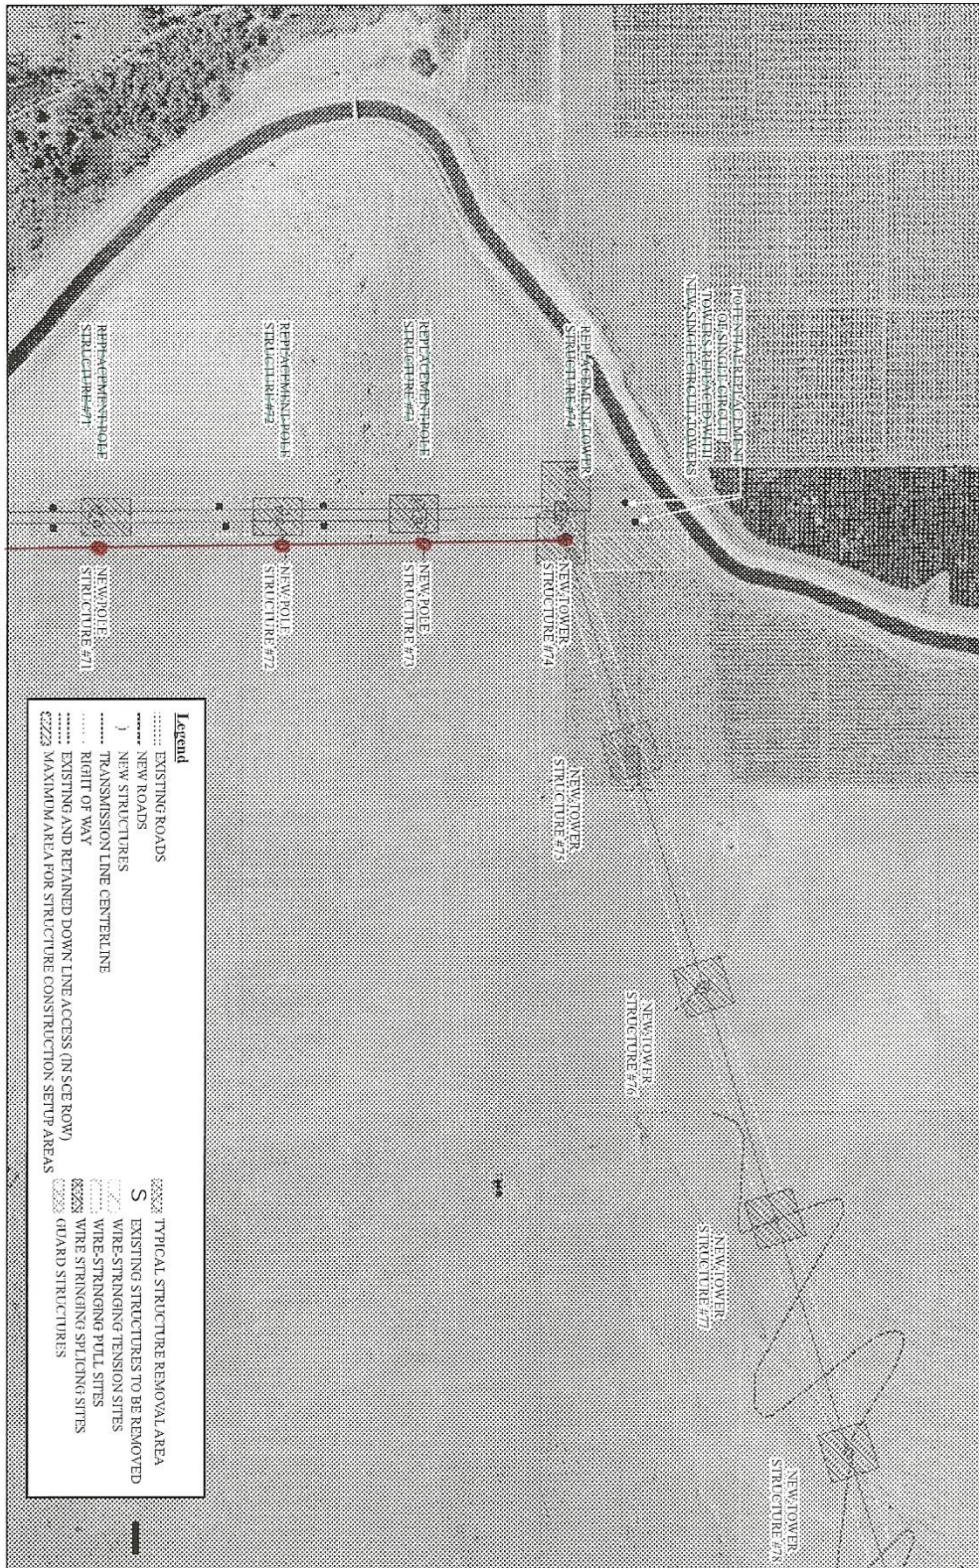 POTENTIAL REPLACEMENT
(OF SINGLE CIRCUIT
TOWERS REPLACED WITH
NEW SINGLE CIRCUIT TOWERS
NEW TOWER
STRUCTURE #78
NEW TOWER
STRUCTURE #77
NEW TOWER
STRUCTURE #76
REPLACEMENT TOWER
STRUCTURE #74
NEW TOWER
STRUCTURE #75
NEW TOWER
STRUCTURE #74
REPLACEMENT POLE
STRUCTURE #73
NEW POLE
STRUCTURE #73
REPLACEMENT POLE
STRUCTURE #72
NEW POLE
STRUCTURE #72
REPLACEMENT POLE
STRUCTURE #71
NEW POLE
STRUCTURE #71
Legend
EXISTING ROADS
NEW ROADS
) NEW STRUCTURES
TRANSMISSION LINE CENTERLINE
RIGHT OF WAY
EXISTING AND RETAINED DOWN LINE ACCESS (IN SCE ROW)
MAXIMUM AREA FOR STRUCTURE CONSTRUCTION SETUP AREAS
TYPICAL STRUCTURE REMOVAL AREA
S EXISTING STRUCTURES TO BE REMOVED
WIRE-STRINGING TENSION SITES
WIRE-STRINGING PULL SITES
WIRE STRINGING SPLICING SITES
GUARD STRUCTURES